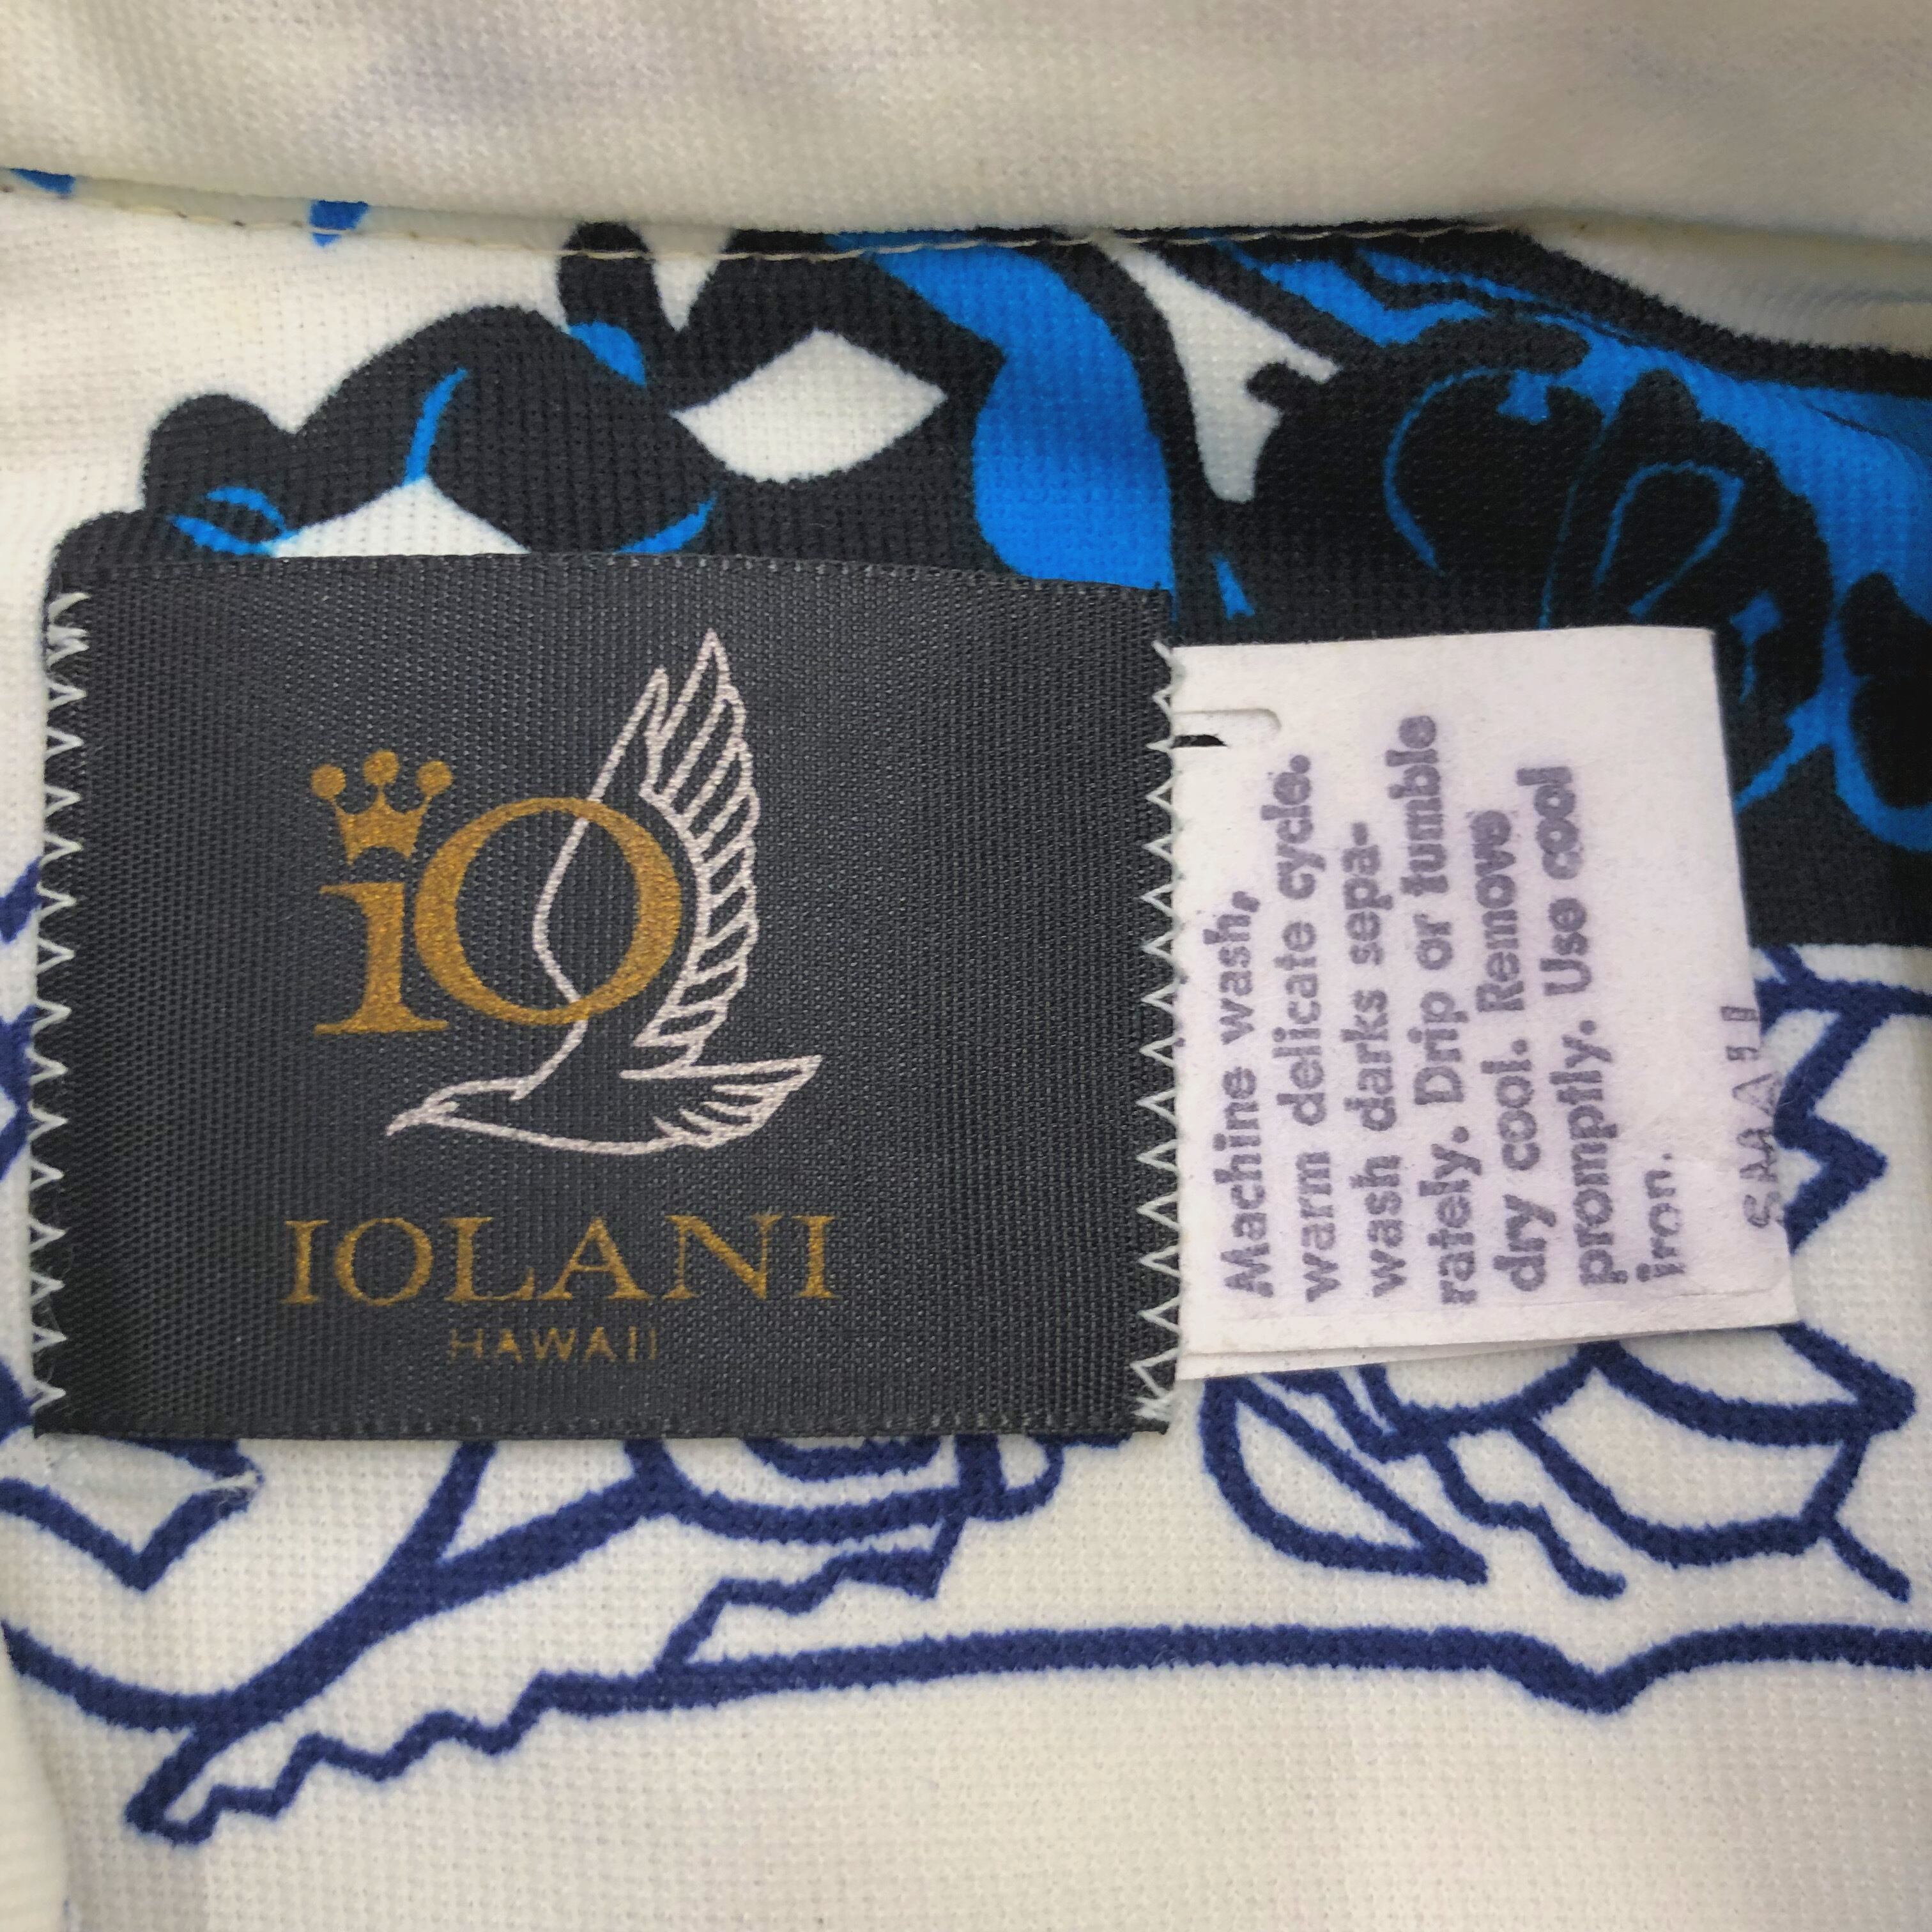 iO
IOLANI
HAWAII
Machine wash,
warm delicate cycle.
wash darks sepa-
rately. Drip or tumble
dry cool. Remove
promptly. Use cool
iron.
SMALL